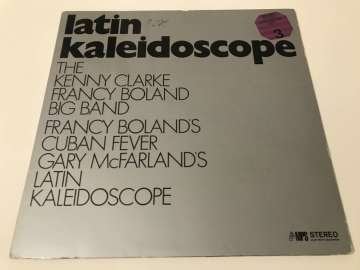 latin
kaleidoscope
3
THE
KENNY CLARKE
FRANCY BOLAND
BIG BAND
FRANCY BOLAND'S
CUBAN FEVER
GARY McFARLAND'S
LATIN
KALEIDOSCOPE
MPS STEREO